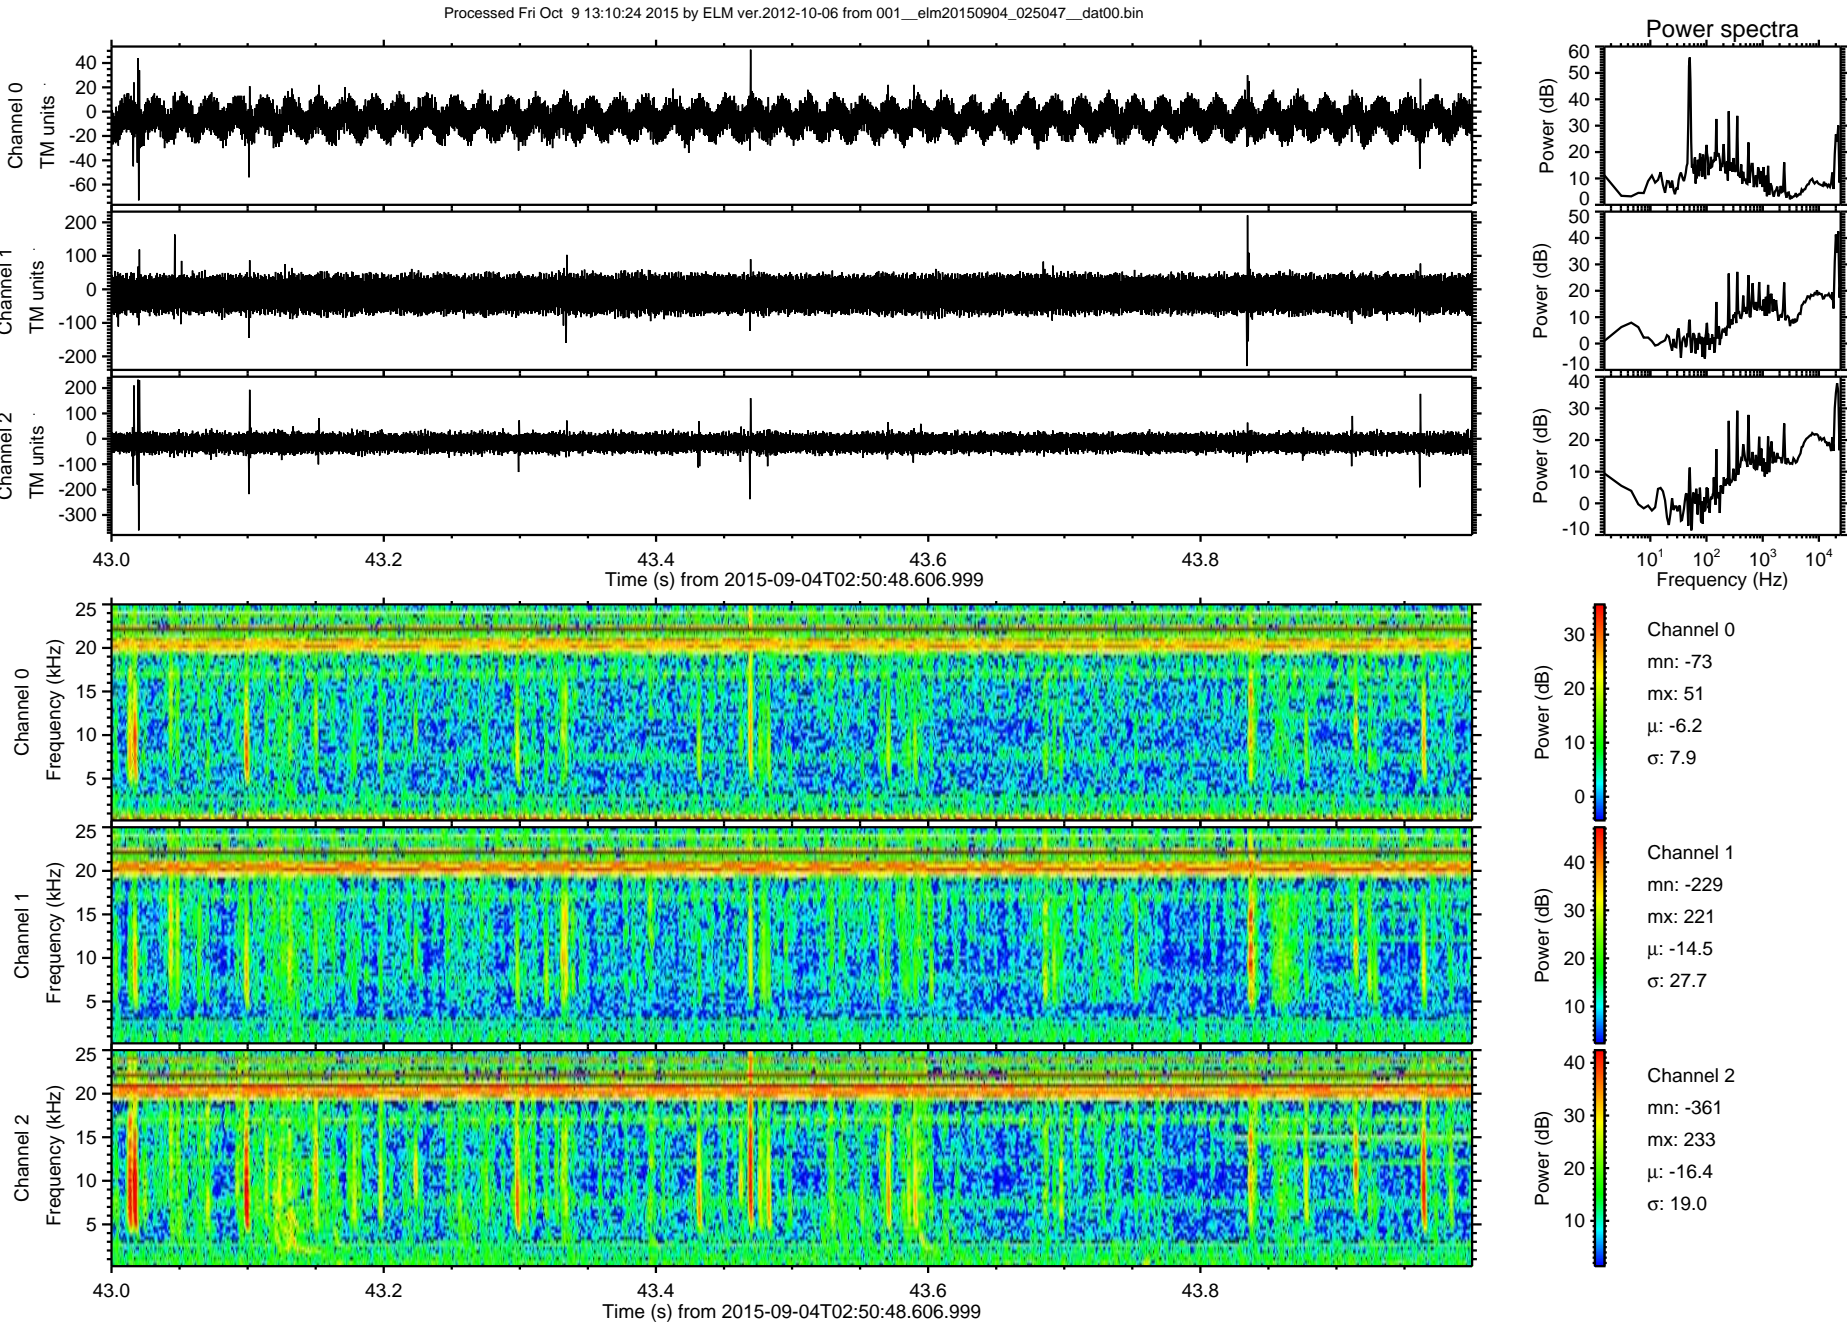 Processed Fri Oct 9 13:10:24 2015 by ELM ver.2012-10-06 from 001__elm20150904_025047__dat00.bin
Power spectra
Channel 0
TM units
40
20
0
-20
-40
-60
Power (dB)
60
50
40
30
20
10
0
Channel 1
TM units
200
100
0
-100
-200
Power (dB)
50
40
30
20
10
0
-10
Channel 2
TM units
200
100
0
-100
-200
-300
Power (dB)
40
30
20
10
0
-10
43.0 43.2 43.4 43.6 43.8
Time (s) from 2015-09-04T02:50:48.606.999
10^1 10^2 10^3 10^4
Frequency (Hz)
Channel 0
Frequency (kHz)
25
20
15
10
5
Power (dB)
30
20
10
0
Channel 0
mn: -73
mx: 51
μ: -6.2
σ: 7.9
Channel 1
Frequency (kHz)
25
20
15
10
5
Power (dB)
40
30
20
10
Channel 1
mn: -229
mx: 221
μ: -14.5
σ: 27.7
Channel 2
Frequency (kHz)
25
20
15
10
5
Power (dB)
40
30
20
10
Channel 2
mn: -361
mx: 233
μ: -16.4
σ: 19.0
43.0 43.2 43.4 43.6 43.8
Time (s) from 2015-09-04T02:50:48.606.999